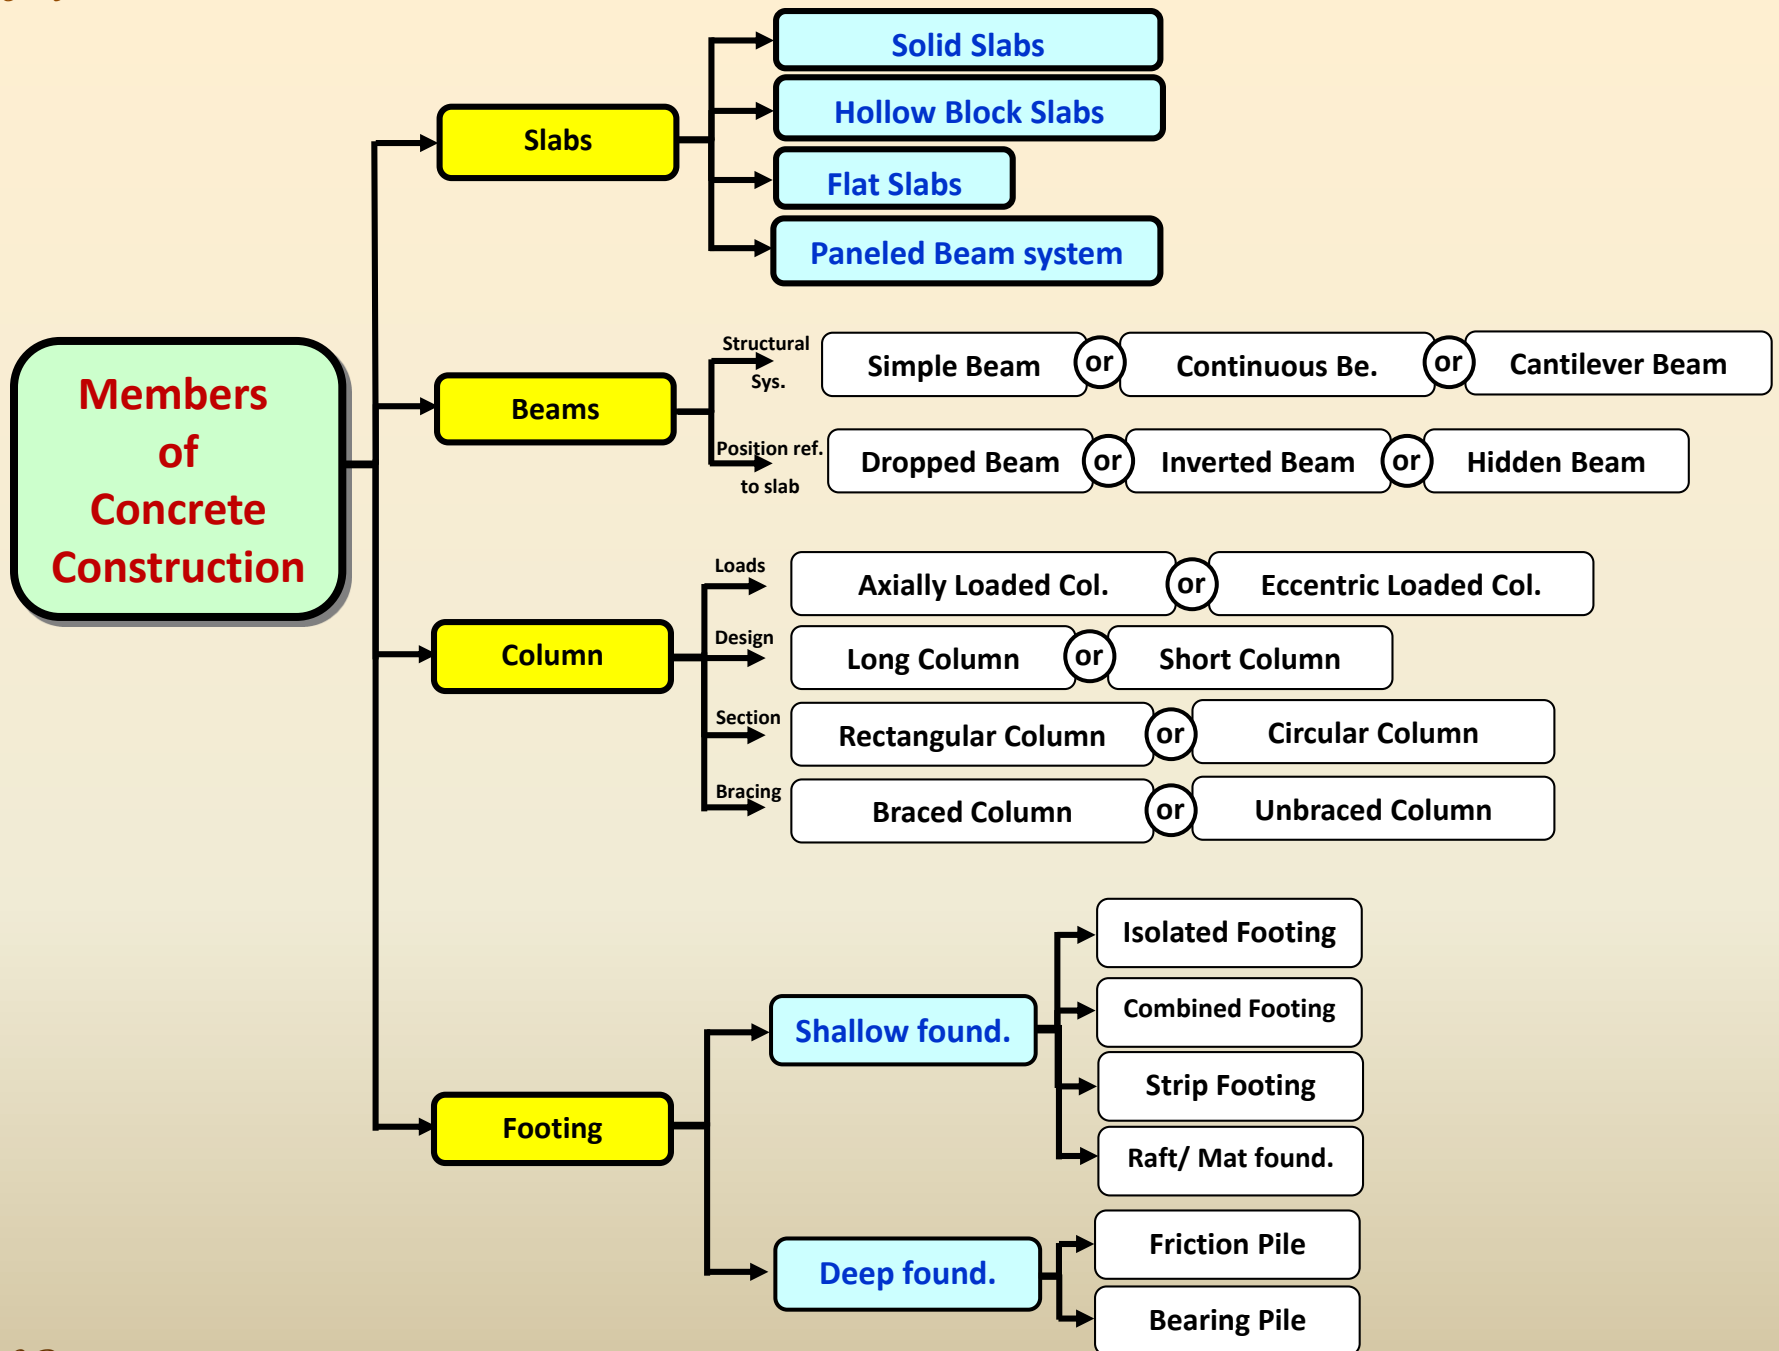 Members
of
Concrete
Construction
Slabs
Solid Slabs
Hollow Block Slabs
Flat Slabs
Paneled Beam system
Beams
Structural
Sys.
Simple Beam or Continuous Be. or Cantilever Beam
Position ref.
to slab
Dropped Beam or Inverted Beam or Hidden Beam
Column
Loads
Axially Loaded Col. or Eccentric Loaded Col.
Design
Long Column or Short Column
Section
Rectangular Column or Circular Column
Bracing
Braced Column or Unbraced Column
Footing
Shallow found.
Isolated Footing
Combined Footing
Strip Footing
Raft/ Mat found.
Deep found.
Friction Pile
Bearing Pile